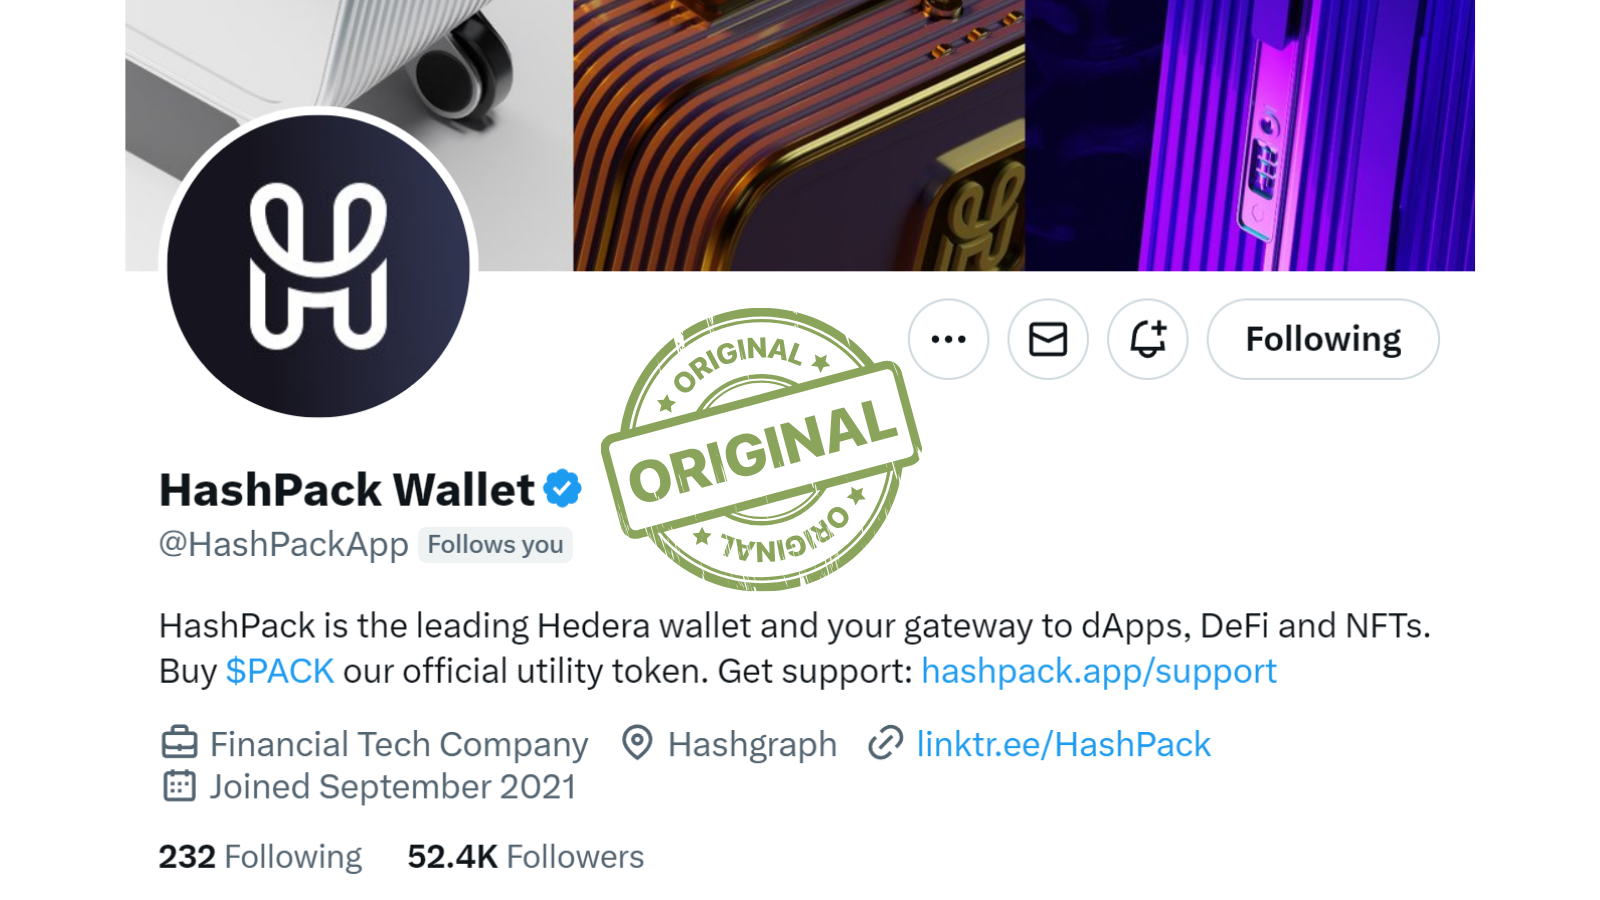 ORIGINAL
ORIGINAL
ORIGINAL
Following
HashPack Wallet
@HashPackApp Follows you
HashPack is the leading Hedera wallet and your gateway to dApps, DeFi and NFTs.
Buy $PACK our official utility token. Get support: hashpack.app/support
Financial Tech Company Hashgraph linktr.ee/HashPack
Joined September 2021
232 Following 52.4K Followers